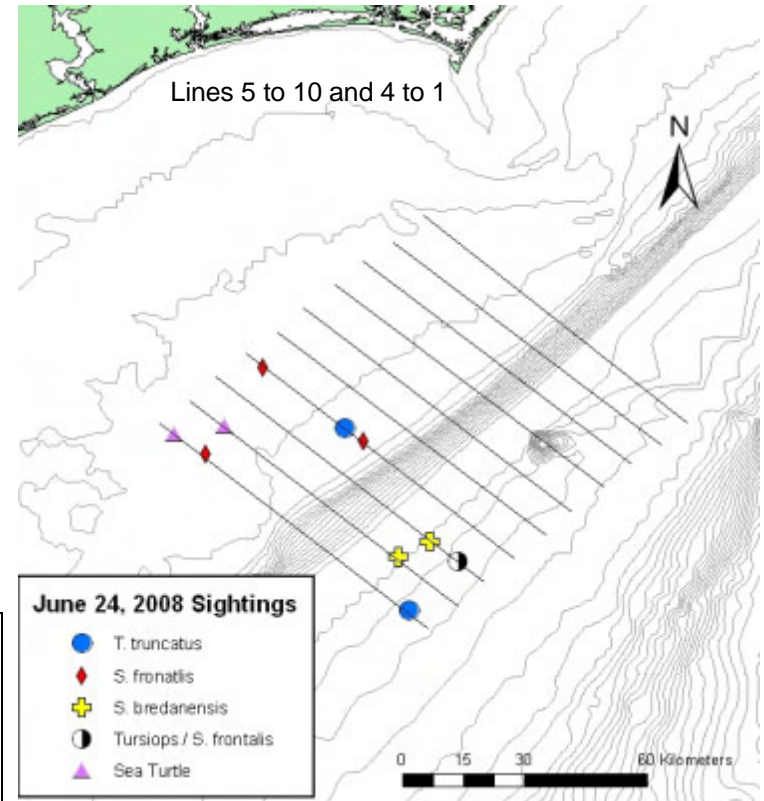 Lines 5 to 10 and 4 to 1
N
June 24, 2008 Sightings
T. truncatus
S. fronatlis
S. bredanensis
Tursiops / S. frontalis
Sea Turtle
0 15 30 60 Kilometers